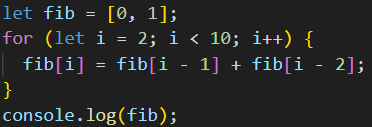 let fib = [0, 1];
for (let i = 2; i < 10; i++) {
  fib[i] = fib[i - 1] + fib[i - 2];
}
console.log(fib);